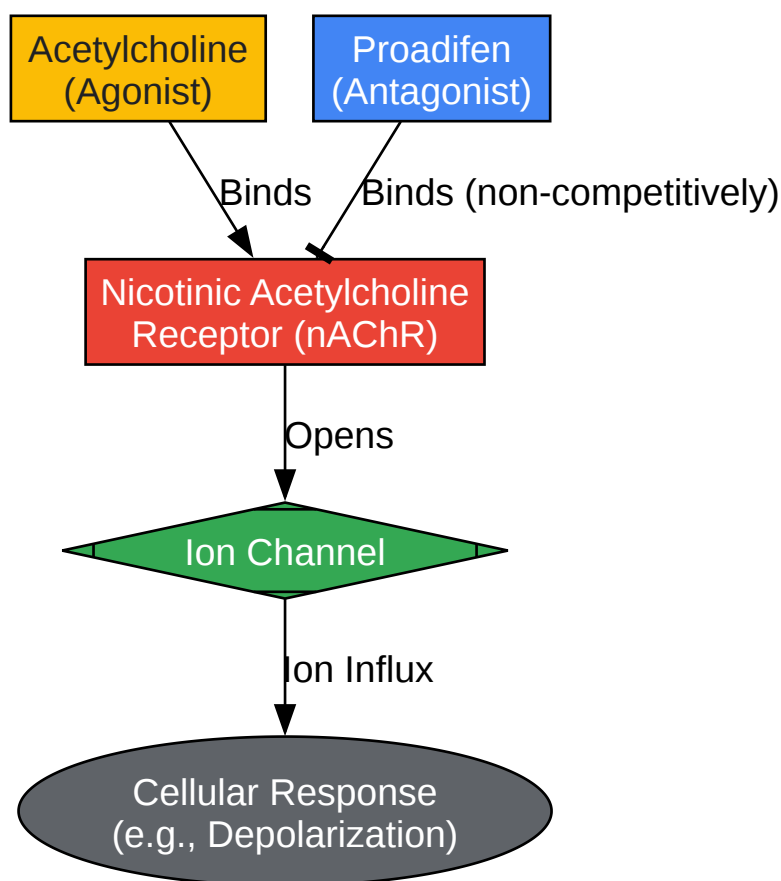 Acetylcholine
(Agonist)
Proadifen
(Antagonist)
Binds
Binds (non-competitively)
Nicotinic Acetylcholine
Receptor (nAChR)
Opens
Ion Channel
Ion Influx
Cellular Response
(e.g., Depolarization)